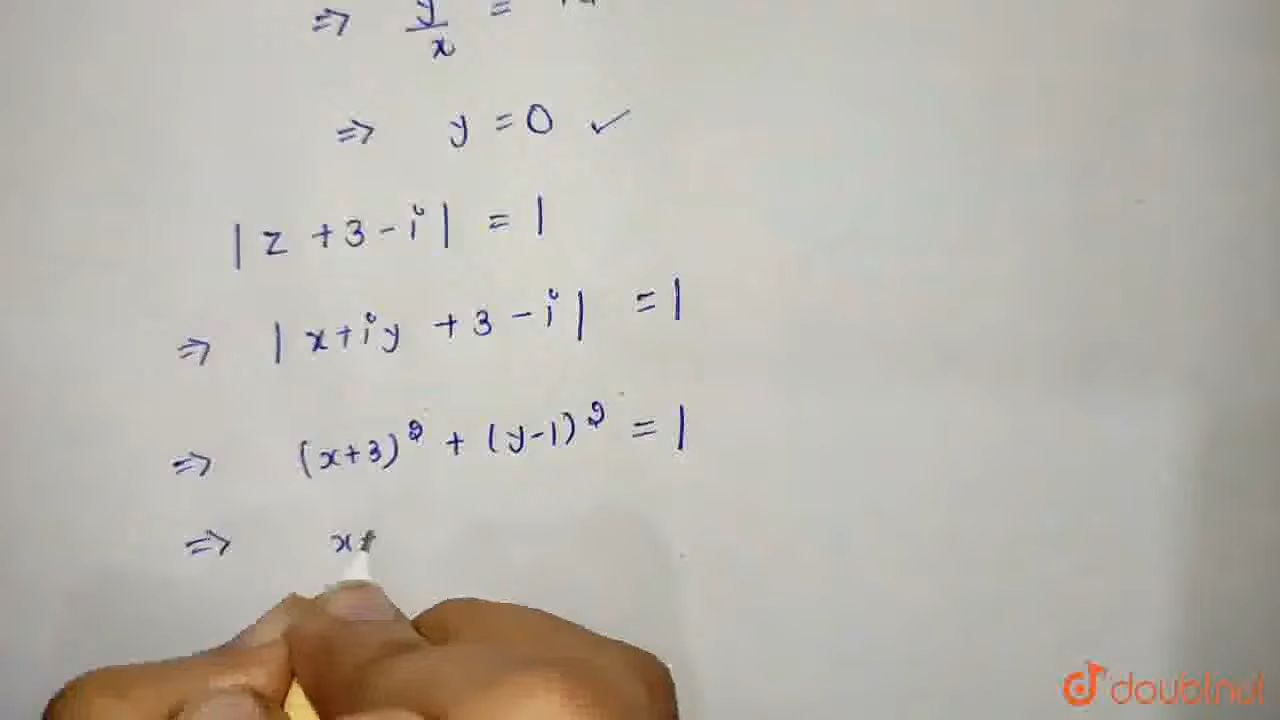 ⇒ y/x =
⇒ y = 0 ✓
|z + 3 - i| = 1
⇒ |x + iy + 3 - i| = 1
⇒ (x+3)² + (y-1)² = 1
⇒ x
doubtnut